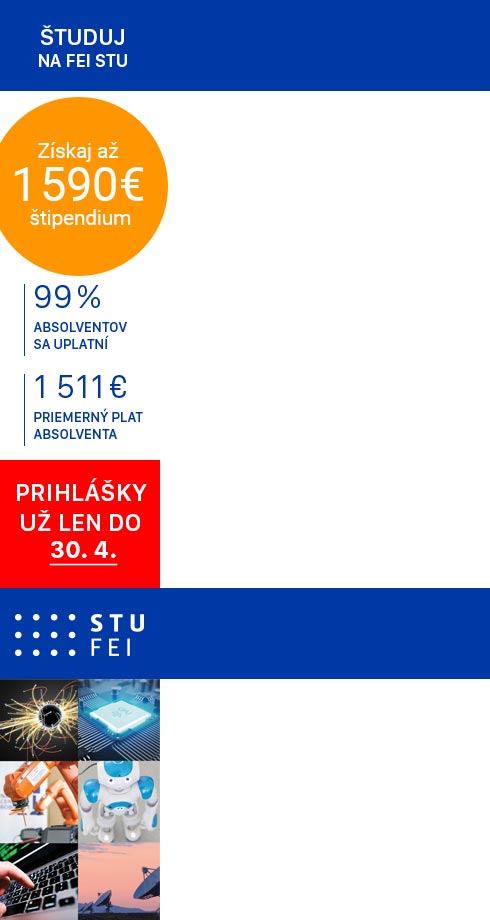 ŠTUDUJ
NA FEI STU
Získaj až
1 590 €
štipendium
99 %
ABSOLVENTOV
SA UPLATNÍ
1 511 €
PRIEMERNÝ PLAT
ABSOLVENTA
PRIHLÁŠKY
UŽ LEN DO
30. 4.
STU
FEI